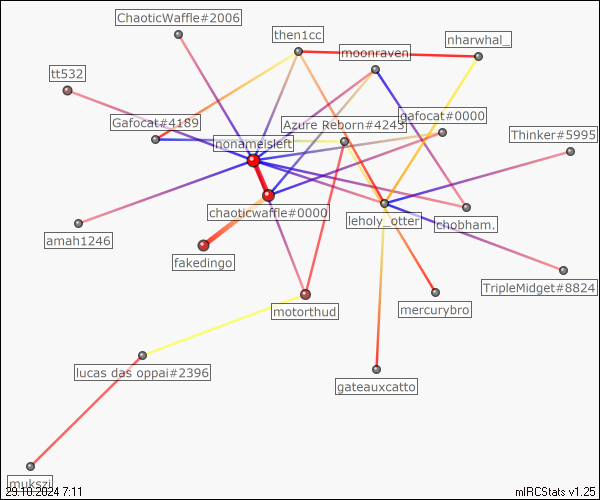 ChaoticWaffle#2006
then1cc
nharwhal_
moonraven
tt532
gafocat#0000
Gafocat#4189
Azure Reborn#4243
Thinker#5995
nonameisleft
chaoticwaffle#0000
leholy_otter
chobham.
amah1246
fakedingo
TripleMidget#8824
motorthud
mercurybro
lucas das oppai#2396
gateauxcatto
mukszi
29.10.2024 7:11
mIRCStats v1.25